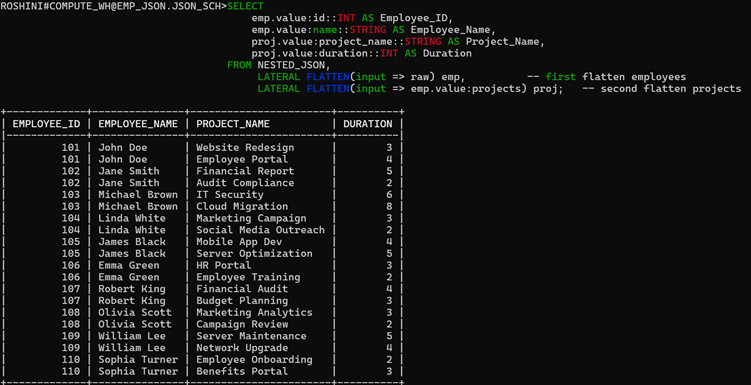 ROSHINI#COMPUTE_WH@EMP_JSON.JSON_SCH>SELECT
emp.value:id::INT AS Employee_ID,
emp.value:name::STRING AS Employee_Name,
proj.value:project_name::STRING AS Project_Name,
proj.value:duration::INT AS Duration
FROM NESTED_JSON,
LATERAL FLATTEN(input => raw) emp,          -- first flatten employees
LATERAL FLATTEN(input => emp.value:projects) proj;   -- second flatten projects
+-------------+---------------+-----------------------+----------+
| EMPLOYEE_ID | EMPLOYEE_NAME | PROJECT_NAME          | DURATION |
|-------------+---------------+-----------------------+----------|
|         101 | John Doe      | Website Redesign      |        3 |
|         101 | John Doe      | Employee Portal       |        4 |
|         102 | Jane Smith    | Financial Report      |        5 |
|         102 | Jane Smith    | Audit Compliance      |        2 |
|         103 | Michael Brown | IT Security           |        6 |
|         103 | Michael Brown | Cloud Migration       |        8 |
|         104 | Linda White   | Marketing Campaign    |        3 |
|         104 | Linda White   | Social Media Outreach |        2 |
|         105 | James Black   | Mobile App Dev        |        4 |
|         105 | James Black   | Server Optimization   |        5 |
|         106 | Emma Green    | HR Portal             |        3 |
|         106 | Emma Green    | Employee Training     |        2 |
|         107 | Robert King   | Financial Audit       |        4 |
|         107 | Robert King   | Budget Planning       |        3 |
|         108 | Olivia Scott  | Marketing Analytics   |        3 |
|         108 | Olivia Scott  | Campaign Review       |        2 |
|         109 | William Lee   | Server Maintenance    |        5 |
|         109 | William Lee   | Network Upgrade       |        4 |
|         110 | Sophia Turner | Employee Onboarding   |        2 |
|         110 | Sophia Turner | Benefits Portal       |        3 |
+-------------+---------------+-----------------------+----------+